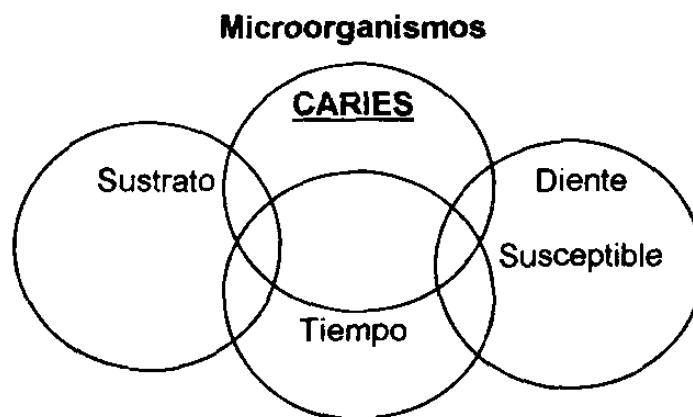 Microorganismos
CARIES
Sustrato
Diente
Susceptible
Tiempo